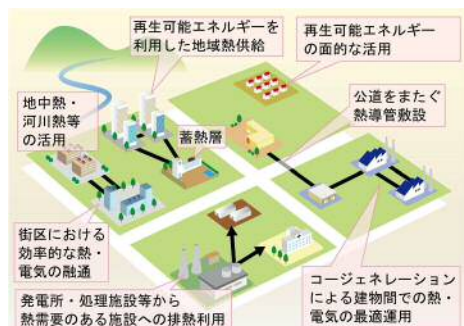 再生可能エネルギーを
利用した地域熱供給
再生可能エネルギー
の面的な活用
地中熱・
河川熱等
の活用
公道をまたぐ
熱導管敷設
蓄熱層
街区における
効率的な熱・
電気の融通
発電所・処理施設等から
熱需要のある施設への排熱利用
コージェネレーション
による建物間での熱・
電気の最適運用